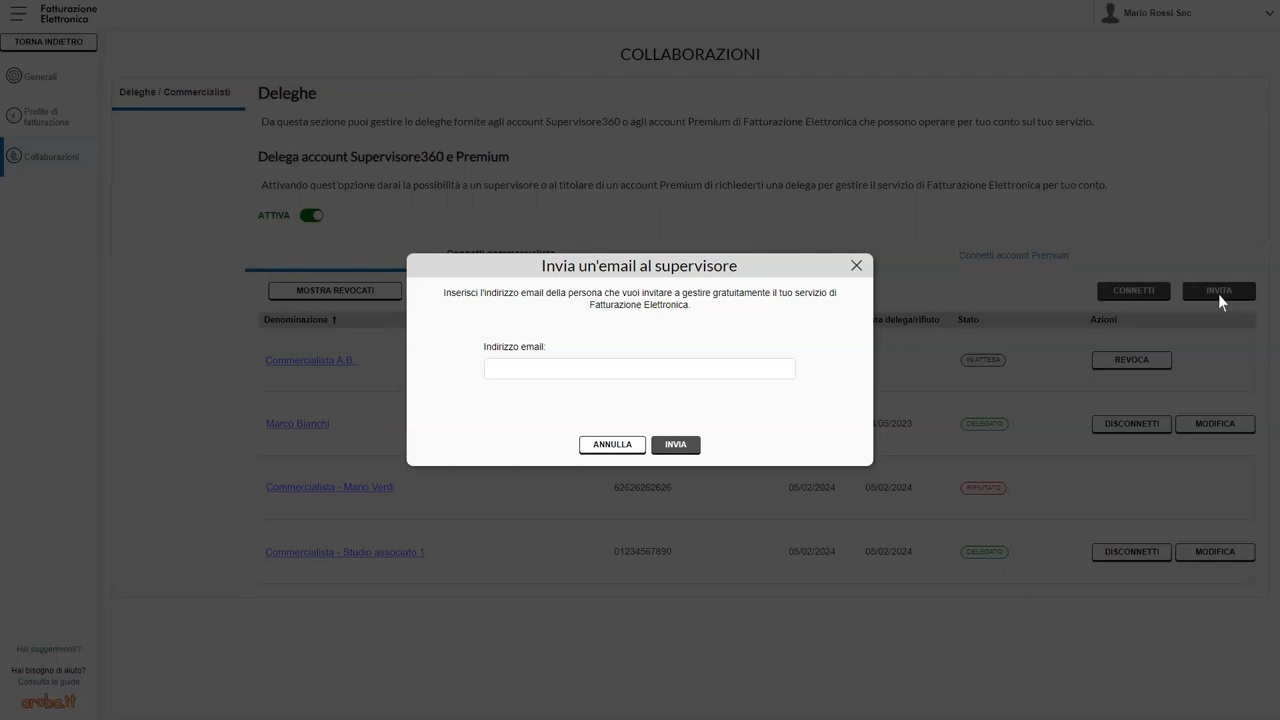 Fatturazione
Elettronica
Mario Rossi Snc
TORNA INDIETRO
COLLABORAZIONI
Generali
Profilo di
fatturazione
Collaborazioni
Deleghe / Commercialisti
Deleghe
Da questa sezione puoi gestire le deleghe fornite agli account Supervisore360 o agli account Premium di Fatturazione Elettronica che possono operare per tuo conto sul tuo servizio.
Delega account Supervisore360 e Premium
Attivando quest'opzione darai la possibilità a un supervisore o al titolare di un account Premium di richiederti una delega per gestire il servizio di Fatturazione Elettronica per tuo conto.
ATTIVA
Connetti account Premium
Invia un'email al supervisore
Inserisci l'indirizzo email della persona che vuoi invitare a gestire gratuitamente il tuo servizio di
Fatturazione Elettronica.
Indirizzo email:
ANNULLA
INVIA
MOSTRA REVOCATI
CONNETTI
INVITA
Denominazione ↑
delega/rifiuto
Stato
Azioni
Commercialista A.B.
IN ATTESA
REVOCA
Marco Bianchi
/05/2023
DELEGATO
DISCONNETTI
MODIFICA
Commercialista - Mario Verdi
62626262626
05/02/2024
05/02/2024
RIFIUTATO
Commercialista - Studio associato 1
01234567890
05/02/2024
05/02/2024
DELEGATO
DISCONNETTI
MODIFICA
Hai suggerimenti?
Hai bisogno di aiuto?
Consulta le guide
aruba.it